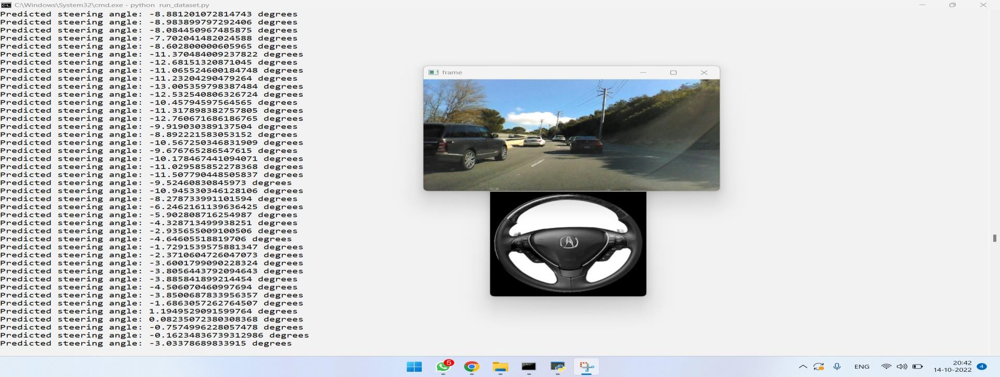 C:\Windows\System32\cmd.exe - python run_dataset.py
Predicted steering angle: -8.881201072814743 degrees
Predicted steering angle: -8.983899797292406 degrees
Predicted steering angle: -8.084450967485875 degrees
Predicted steering angle: -7.702041482024588 degrees
Predicted steering angle: -8.602800000605965 degrees
Predicted steering angle: -11.370484009237822 degrees
Predicted steering angle: -12.68151320871045 degrees
Predicted steering angle: -11.065524600184748 degrees
Predicted steering angle: -11.23204290479264 degrees
Predicted steering angle: -13.005359798387484 degrees
Predicted steering angle: -12.532540806326724 degrees
Predicted steering angle: -10.45794597564565 degrees
Predicted steering angle: -11.317898382757805 degrees
Predicted steering angle: -12.760671686186765 degrees
Predicted steering angle: -9.919030389137504 degrees
Predicted steering angle: -8.892221583053152 degrees
Predicted steering angle: -10.567250346831909 degrees
Predicted steering angle: -9.676765286547615 degrees
Predicted steering angle: -10.178467441094071 degrees
Predicted steering angle: -11.029585852278368 degrees
Predicted steering angle: -11.507790448505837 degrees
Predicted steering angle: -9.52460830845973 degrees
Predicted steering angle: -10.945330346128106 degrees
Predicted steering angle: -8.278733991101594 degrees
Predicted steering angle: -6.2462161139636425 degrees
Predicted steering angle: -5.902808716254987 degrees
Predicted steering angle: -4.328713499938251 degrees
Predicted steering angle: -2.935655009100506 degrees
Predicted steering angle: -4.64605518819706 degrees
Predicted steering angle: -1.7291539575881347 degrees
Predicted steering angle: -2.3710604726047073 degrees
Predicted steering angle: -3.6001799090228324 degrees
Predicted steering angle: -3.8056443792094643 degrees
Predicted steering angle: -3.885841899214454 degrees
Predicted steering angle: -4.506070460997694 degrees
Predicted steering angle: -3.8500687833956357 degrees
Predicted steering angle: -1.6863057262764507 degrees
Predicted steering angle: 1.1949529091599764 degrees
Predicted steering angle: 0.08235072380308368 degrees
Predicted steering angle: -0.7574996228057478 degrees
Predicted steering angle: -0.16234836739312986 degrees
Predicted steering angle: -3.03378689833915 degrees
frame
5
ENG
20:42
14-10-2022
4